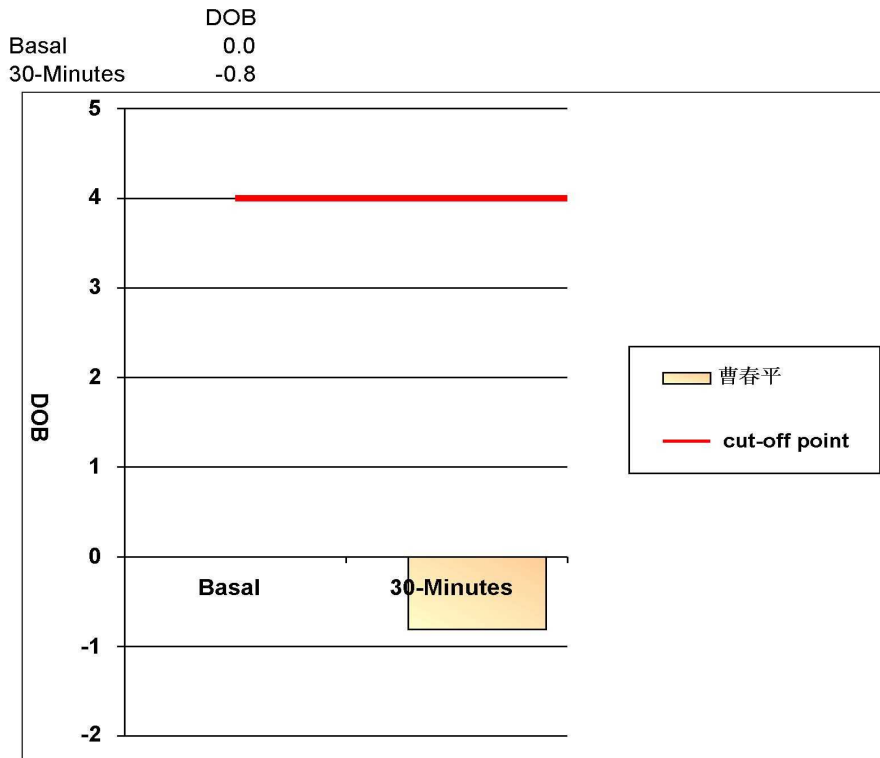 DOB
Basal 0.0
30-Minutes -0.8
5
4
3
2
1
0
-1
-2
DOB
Basal 30-Minutes
曹春平
cut-off point